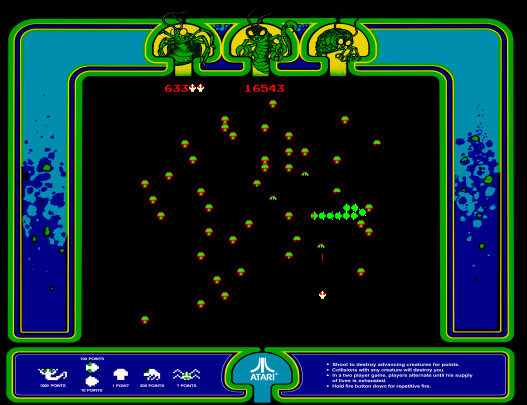 633 16543
100 POINTS
1000 POINTS
10 POINTS
1 POINT
200 POINTS
? POINTS
ATARI
• Shoot to destroy advancing creatures for points.
• Collisions with any creature will destroy you.
• In a two player game, players alternate until his supply
of lives is exhausted.
• Hold fire button down for repetitive fire.